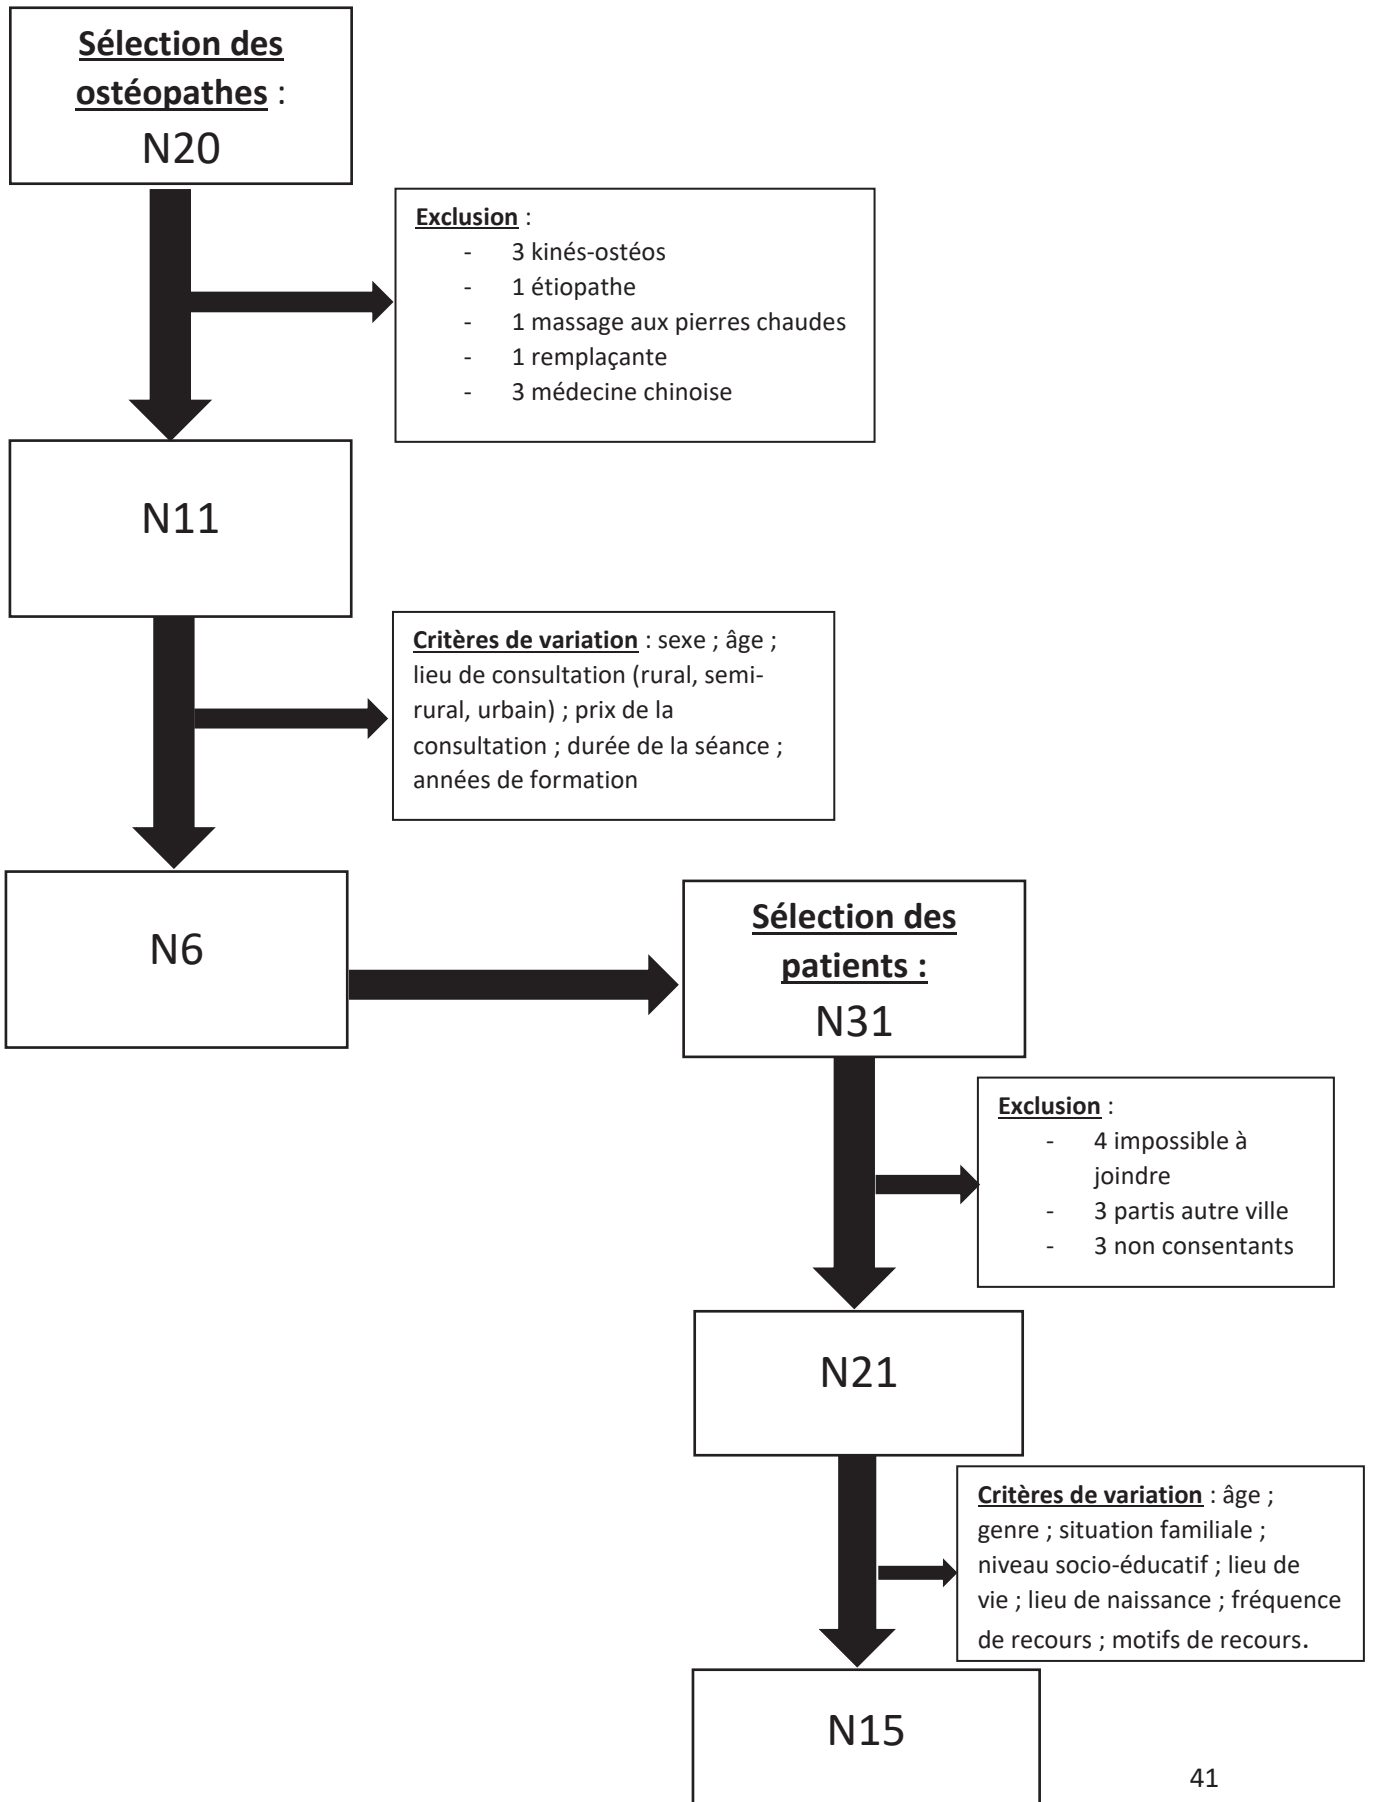 Sélection des
ostéopathes :
N20
Exclusion :
- 3 kinés-ostéos
- 1 étiopathe
- 1 massage aux pierres chaudes
- 1 remplaçante
- 3 médecine chinoise
N11
Critères de variation : sexe ; âge ;
lieu de consultation (rural, semi-
rural, urbain) ; prix de la
consultation ; durée de la séance ;
années de formation
N6
Sélection des
patients :
N31
Exclusion :
- 4 impossible à
joindre
- 3 partis autre ville
- 3 non consentants
N21
Critères de variation : âge ;
genre ; situation familiale ;
niveau socio-éducatif ; lieu de
vie ; lieu de naissance ; fréquence
de recours ; motifs de recours.
N15
41